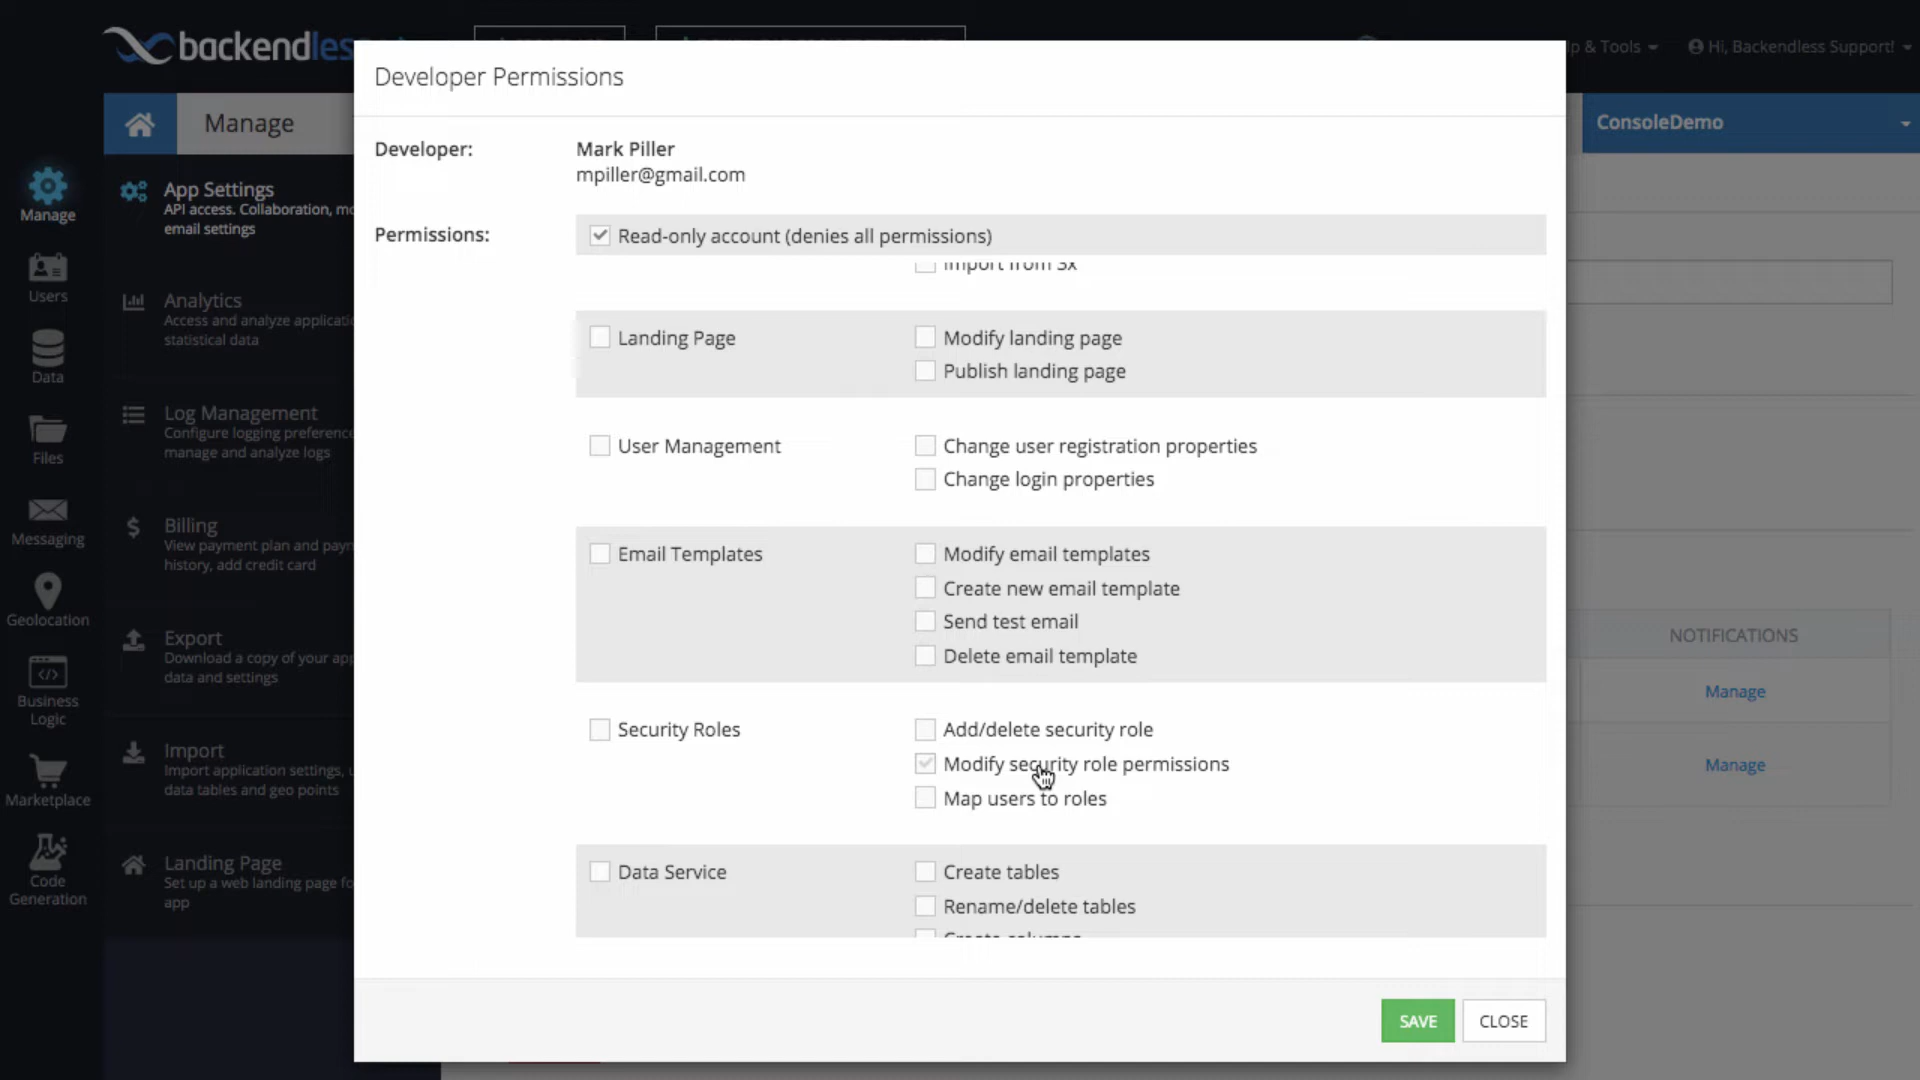 backendless
p & Tools
Hi, Backendless Support!
Developer Permissions
Manage
ConsoleDemo
Developer:
Mark Piller
mpiller@gmail.com
Permissions:
Read-only account (denies all permissions)
Import from 3x
Landing Page
Modify landing page
Publish landing page
User Management
Change user registration properties
Change login properties
Email Templates
Modify email templates
Create new email template
Send test email
Delete email template
Security Roles
Add/delete security role
Modify security role permissions
Map users to roles
Data Service
Create tables
Rename/delete tables
Create columns
SAVE
CLOSE
Manage
Users
Data
Files
Messaging
Geolocation
Business
Logic
Marketplace
Code
Generation
App Settings
API access. Collaboration, mo
email settings
Analytics
Access and analyze applicati
statistical data
Log Management
Configure logging preference
manage and analyze logs
Billing
View payment plan and paym
history, add credit card
Export
Download a copy of your app
data and settings
Import
Import application settings, u
data tables and geo points
Landing Page
Set up a web landing page fo
app
NOTIFICATIONS
Manage
Manage